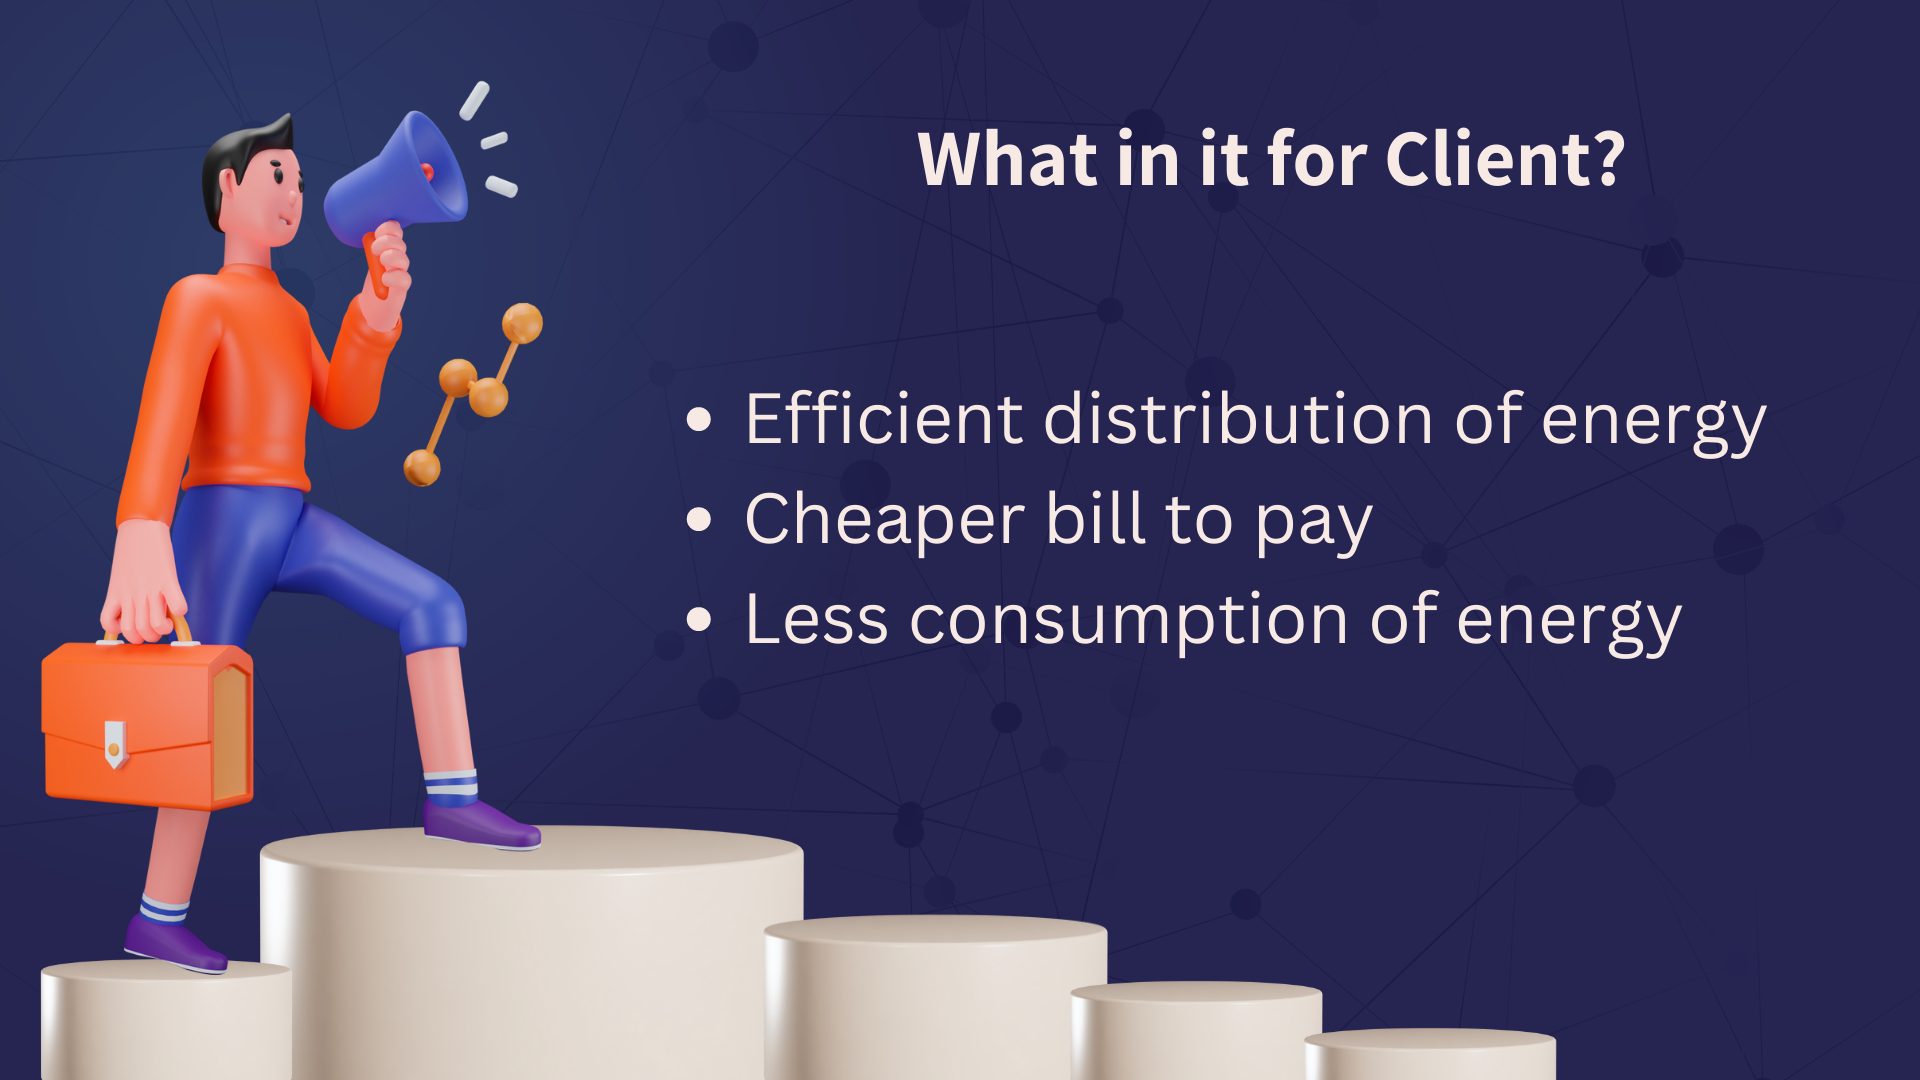 What in it for Client?
• Efficient distribution of energy
• Cheaper bill to pay
• Less consumption of energy